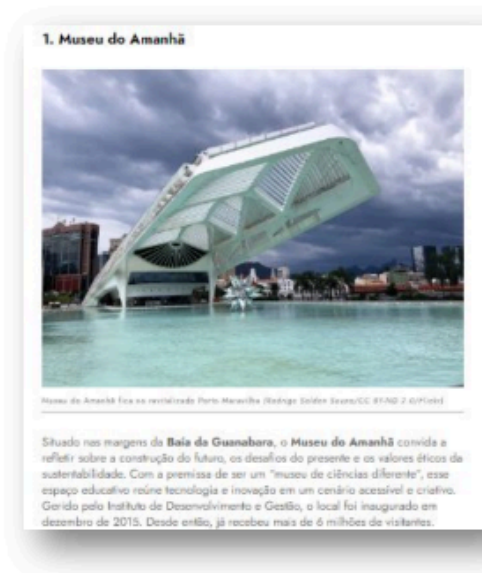 1. Museu do Amanhã
Museu do Amanhã fica no revitalizado Porto Maravilha (Rodrigo Soldon Souza/CC BY-ND 2.0/Flickr)
Situado nas margens da Baía da Guanabara, o Museu do Amanhã convida a
refletir sobre a construção do futuro, os desafios do presente e os valores éticos da
sustentabilidade. Com a premissa de ser um "museu de ciências diferente", esse
espaço educativo reúne tecnologia e inovação em um cenário acessível e criativo.
Gerido pelo Instituto de Desenvolvimento e Gestão, o local foi inaugurado em
dezembro de 2015. Desde então, já recebeu mais de 6 milhões de visitantes.